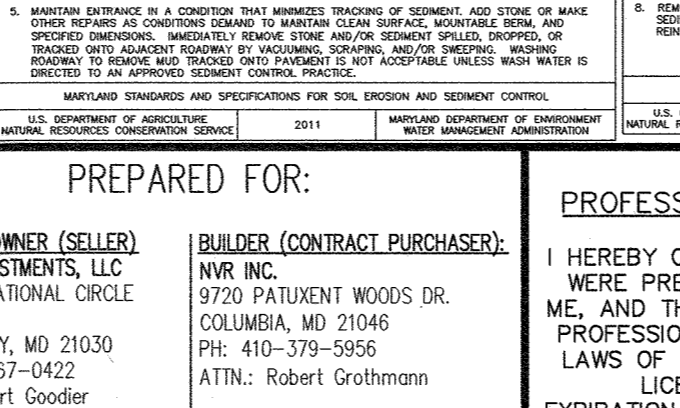 5. MAINTAIN ENTRANCE IN A CONDITION THAT MINIMIZES TRACKING OF SEDIMENT. ADD STONE OR MAKE
OTHER REPAIRS AS CONDITIONS DEMAND TO MAINTAIN CLEAN SURFACE, MOUNTABLE BERM, AND
SPECIFIED DIMENSIONS. IMMEDIATELY REMOVE STONE AND/OR SEDIMENT SPILLED, DROPPED, OR
TRACKED ONTO ADJACENT ROADWAY BY VACUUMING, SCRAPING, AND/OR SWEEPING. WASHING
ROADWAY TO REMOVE MUD TRACKED ONTO PAVEMENT IS NOT ACCEPTABLE UNLESS WASH WATER IS
DIRECTED TO AN APPROVED SEDIMENT CONTROL PRACTICE.
MARYLAND STANDARDS AND SPECIFICATIONS FOR SOIL EROSION AND SEDIMENT CONTROL
U.S. DEPARTMENT OF AGRICULTURE
NATURAL RESOURCES CONSERVATION SERVICE
2011
MARYLAND DEPARTMENT OF ENVIRONMENT
WATER MANAGEMENT ADMINISTRATION
8. REM
SEDI
REIN
U.S.
NATURAL R
PREPARED FOR:
OWNER (SELLER)
STMENTS, LLC
ATIONAL CIRCLE
Y, MD 21030
67-0422
rt Goodier
BUILDER (CONTRACT PURCHASER):
NVR INC.
9720 PATUXENT WOODS DR.
COLUMBIA, MD 21046
PH: 410-379-5956
ATTN.: Robert Grothmann
PROFESS
I HEREBY C
WERE PRE
ME, AND TH
PROFESSIO
LAWS OF
LICE
EXPIRATION